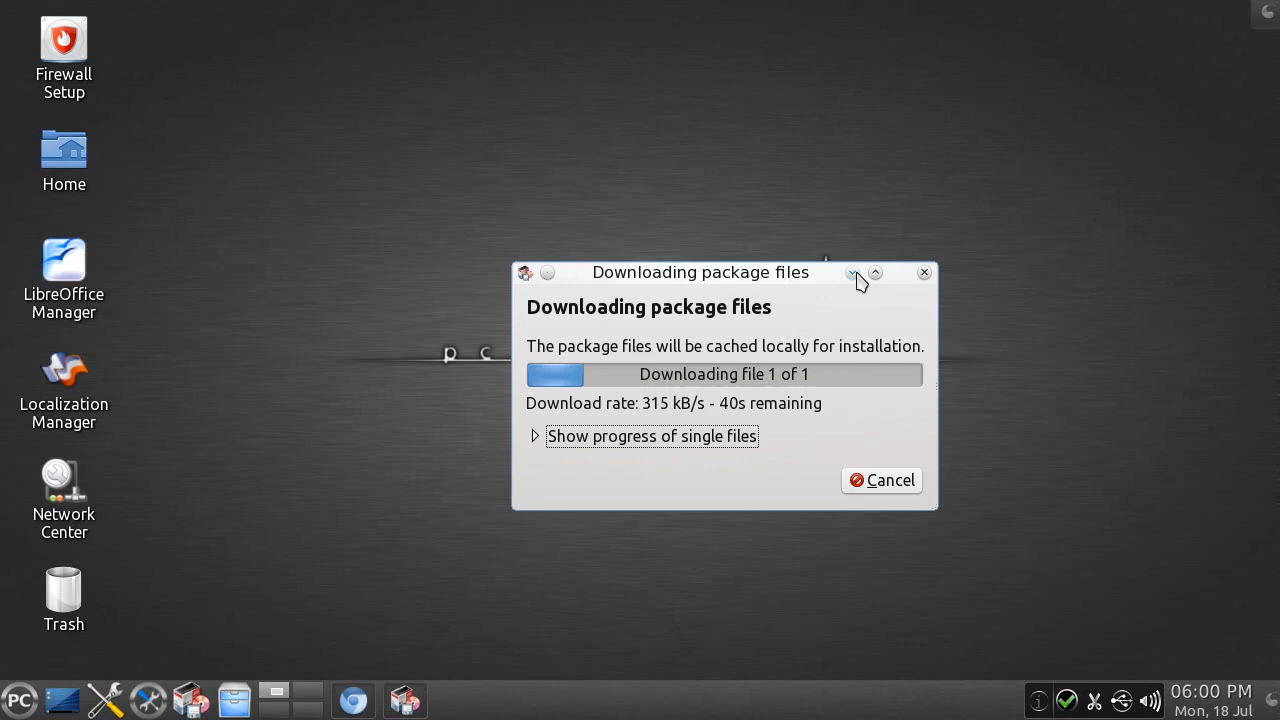 Firewall
Setup
Home
LibreOffice
Manager
Localization
Manager
Network
Center
Trash
p c
Downloading package files
Downloading package files
The package files will be cached locally for installation.
Downloading file 1 of 1
Download rate: 315 kB/s - 40s remaining
Show progress of single files
Cancel
PC
06:00 PM
Mon, 18 Jul